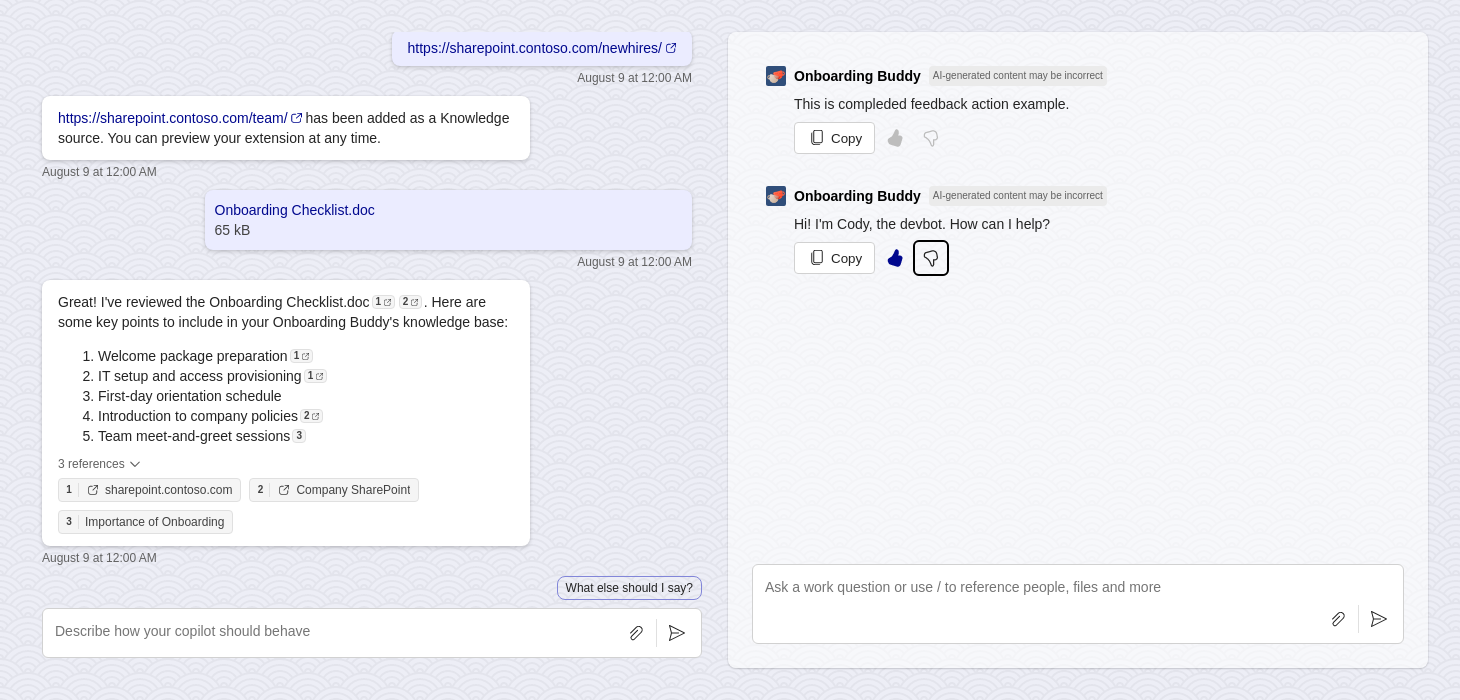 https://sharepoint.contoso.com/newhires/
August 9 at 12:00 AM
https://sharepoint.contoso.com/team/ has been added as a Knowledge
source. You can preview your extension at any time.
August 9 at 12:00 AM
Onboarding Checklist.doc
65 kB
August 9 at 12:00 AM
Great! I've reviewed the Onboarding Checklist.doc 1 2 . Here are
some key points to include in your Onboarding Buddy's knowledge base:
1. Welcome package preparation 1
2. IT setup and access provisioning 1
3. First-day orientation schedule
4. Introduction to company policies 2
5. Team meet-and-greet sessions 3
3 references
1 sharepoint.contoso.com 2 Company SharePoint
3 Importance of Onboarding
August 9 at 12:00 AM
What else should I say?
Describe how your copilot should behave
Onboarding Buddy AI-generated content may be incorrect
This is compleded feedback action example.
Copy
Onboarding Buddy AI-generated content may be incorrect
Hi! I'm Cody, the devbot. How can I help?
Copy
Ask a work question or use / to reference people, files and more